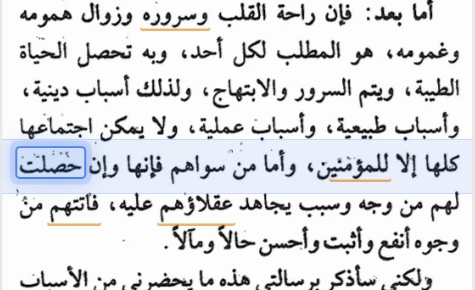 أما بعد: فإن راحة القلب وسروره وزوال همومه
وغمومه، هو المطلب لكل أحد، وبه تحصل الحياة
الطيبة، ويتم السرور والابتهاج، ولذلك أسباب دينية،
وأسباب طبيعية، وأسباب عملية، ولا يمكن اجتماعها
كلها إلا للمؤمنين، وأما من سواهم فإنها وإن حصلت
لهم من وجه وسبب يجاهد عقلاؤهم عليه، فاتتهم من
وجوه أنفع وأثبت وأحسن حالاً ومآلاً.
ولكني سأذكر برسالتي هذه ما يحضرني من الأسباب